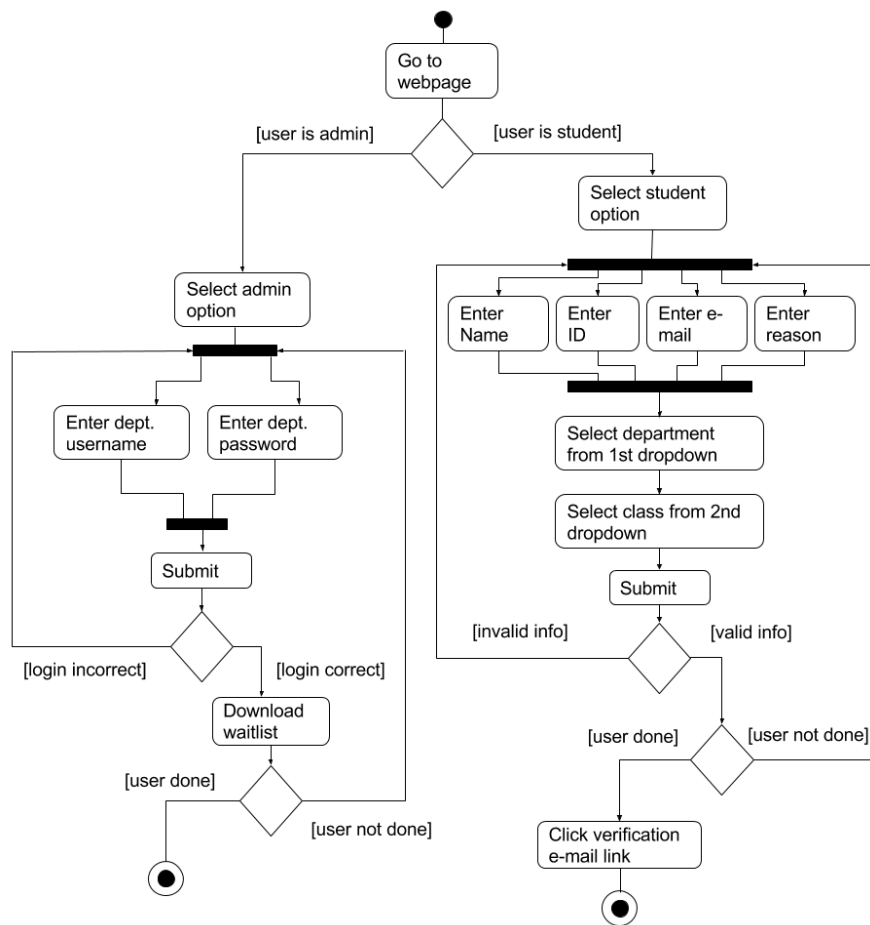 Go to
webpage
[user is admin]
[user is student]
Select student
option
Select admin
option
Enter
Name
Enter
ID
Enter e-
mail
Enter
reason
Enter dept.
username
Enter dept.
password
Select department
from 1st dropdown
Select class from 2nd
dropdown
Submit
Submit
[invalid info]
[valid info]
[login incorrect]
[login correct]
Download
waitlist
[user done]
[user not done]
[user done]
[user not done]
Click verification
e-mail link